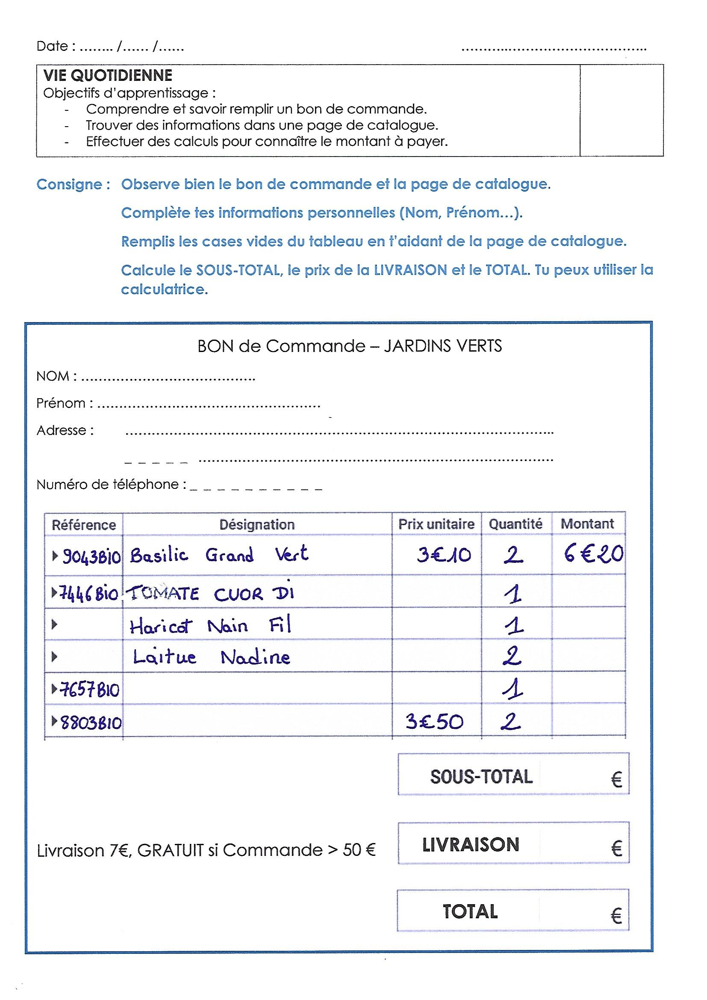 Date : ........ /...... /...... ...........................................
VIE QUOTIDIENNE
Objectifs d'apprentissage :
- Comprendre et savoir remplir un bon de commande.
- Trouver des informations dans une page de catalogue.
- Effectuer des calculs pour connaître le montant à payer.
Consigne : Observe bien le bon de commande et la page de catalogue.
Complète tes informations personnelles (Nom, Prénom...).
Remplis les cases vides du tableau en t'aidant de la page de catalogue.
Calcule le SOUS-TOTAL, le prix de la LIVRAISON et le TOTAL. Tu peux utiliser la
calculatrice.
BON de Commande – JARDINS VERTS
NOM : ........................................
Prénom : ...................................................
Adresse : ....................................................................................................
_ _ _ _ _ ...................................................................................
Numéro de téléphone : _ _ _ _ _ _ _ _ _ _
Référence Désignation Prix unitaire Quantité Montant
9043BiO Basilic Grand Vert 3€10 2 6€20
7446BiO TOMATE CUOR Di 1
Haricot Nain Fil 1
Laitue Nadine 2
7657BIO 1
8803BIO 3€50 2
SOUS-TOTAL €
Livraison 7€, GRATUIT si Commande > 50 € LIVRAISON €
TOTAL €